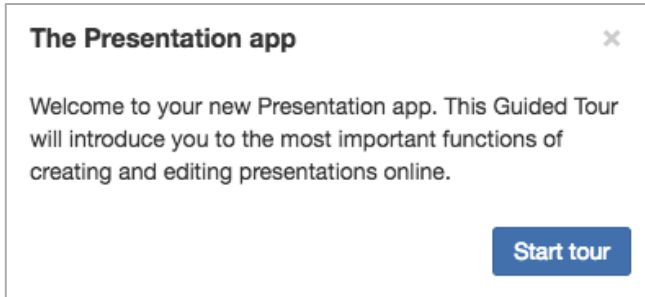 The Presentation app
×
Welcome to your new Presentation app. This Guided Tour
will introduce you to the most important functions of
creating and editing presentations online.
Start tour